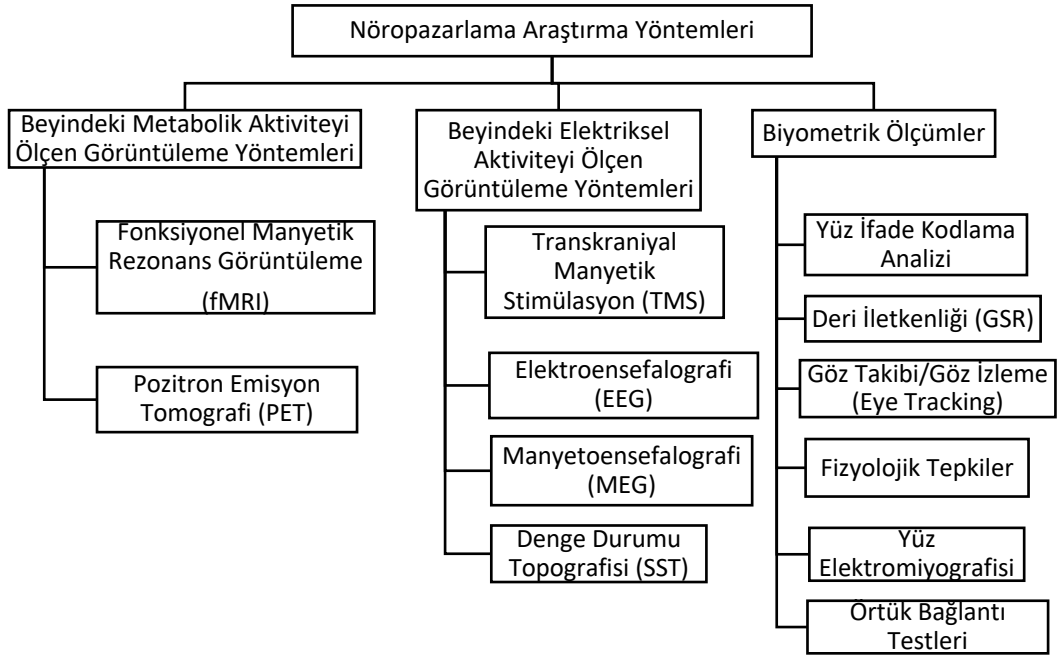 Nöropazarlama Araştırma Yöntemleri
Beyindeki Metabolik Aktiviteyi
Ölçen Görüntüleme Yöntemleri
Fonksiyonel Manyetik
Rezonans Görüntüleme
(fMRI)
Pozitron Emisyon
Tomografi (PET)
Beyindeki Elektriksel
Aktiviteyi Ölçen
Görüntüleme Yöntemleri
Transkraniyal
Manyetik
Stimülasyon (TMS)
Elektroensefalografi
(EEG)
Manyetoensefalografi
(MEG)
Denge Durumu
Topografisi (SST)
Biyometrik Ölçümler
Yüz İfade Kodlama
Analizi
Deri İletkenliği (GSR)
Göz Takibi/Göz İzleme
(Eye Tracking)
Fizyolojik Tepkiler
Yüz
Elektromiyografisi
Örtük Bağlantı
Testleri